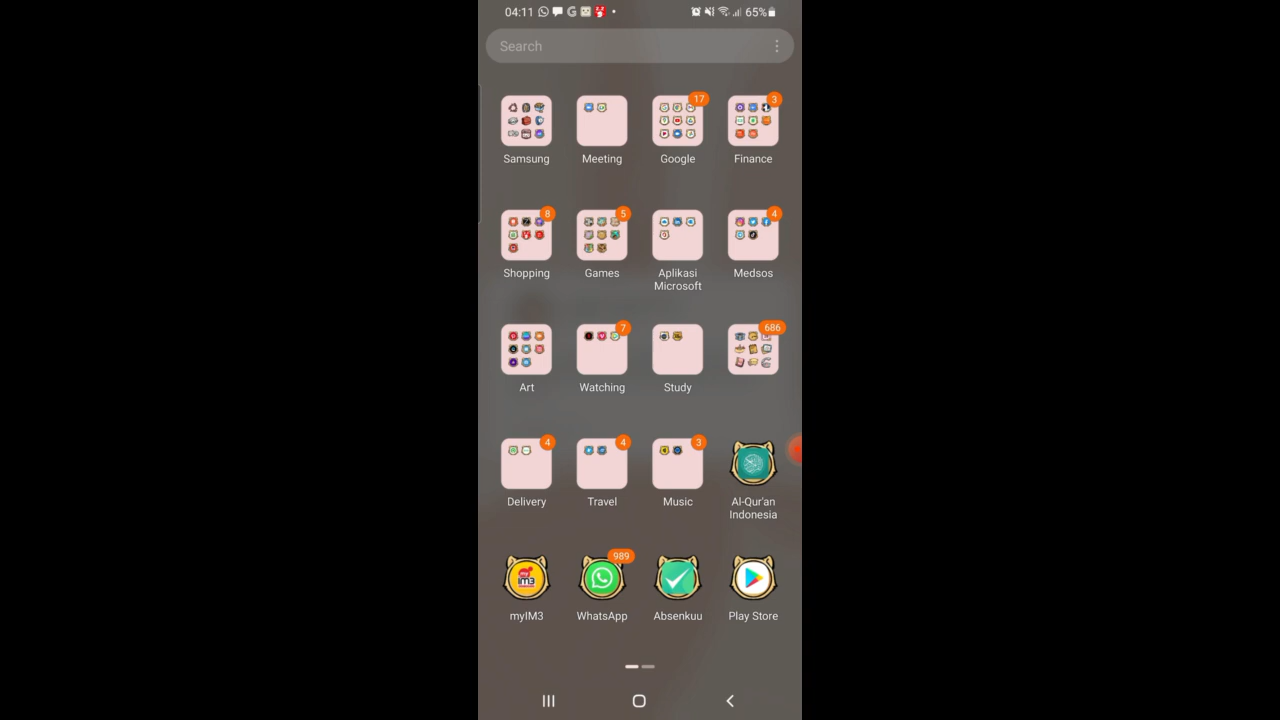 04:11
65%
Search
17
3
Samsung
Meeting
Google
Finance
8
5
4
Shopping
Games
Aplikasi
Microsoft
Medsos
7
686
Art
Watching
Study
4
4
3
Delivery
Travel
Music
Al-Qur'an
Indonesia
my
IM3
989
myIM3
WhatsApp
Absenkuu
Play Store